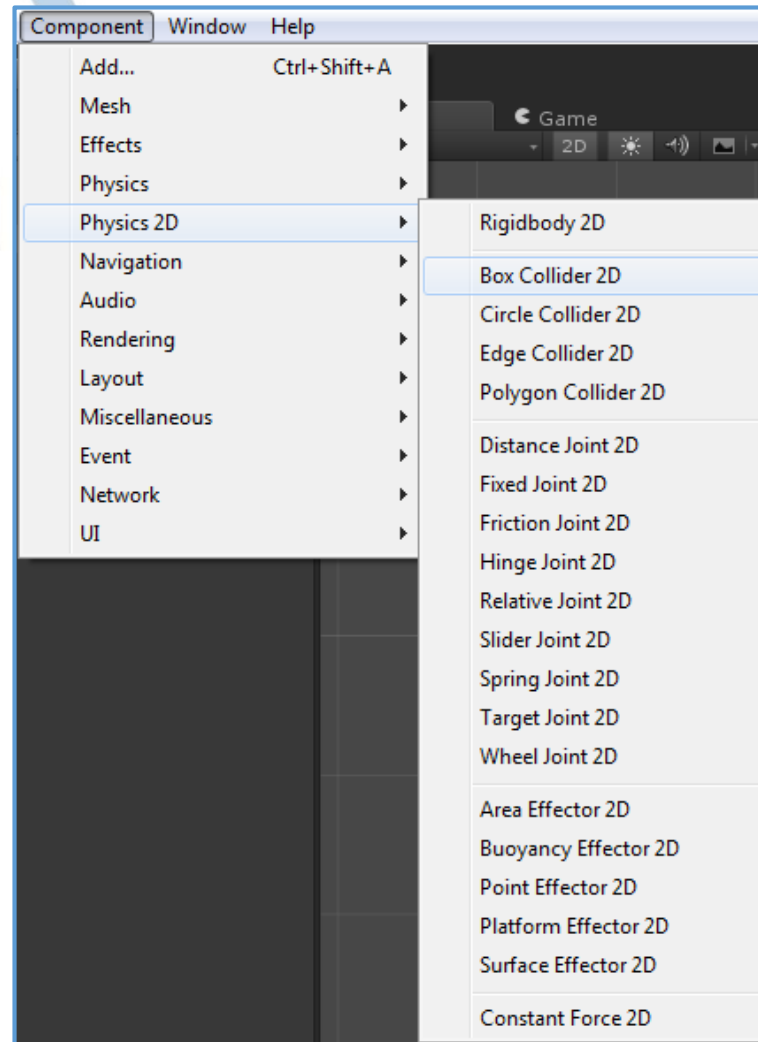 Component Window Help
Add... Ctrl+Shift+A
Mesh
Effects
Physics
Physics 2D
Navigation
Audio
Rendering
Layout
Miscellaneous
Event
Network
UI
Game
2D
Rigidbody 2D
Box Collider 2D
Circle Collider 2D
Edge Collider 2D
Polygon Collider 2D
Distance Joint 2D
Fixed Joint 2D
Friction Joint 2D
Hinge Joint 2D
Relative Joint 2D
Slider Joint 2D
Spring Joint 2D
Target Joint 2D
Wheel Joint 2D
Area Effector 2D
Buoyancy Effector 2D
Point Effector 2D
Platform Effector 2D
Surface Effector 2D
Constant Force 2D